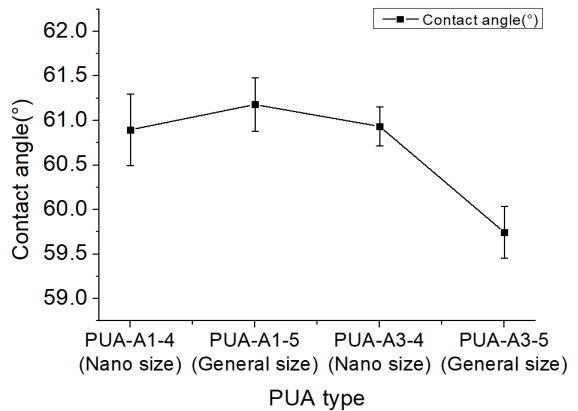 Contact angle(°)
62.0
61.5
61.0
60.5
60.0
59.5
59.0
Contact angle(°)
PUA-A1-4 PUA-A1-5 PUA-A3-4 PUA-A3-5
(Nano size) (General size) (Nano size) (General size)
PUA type